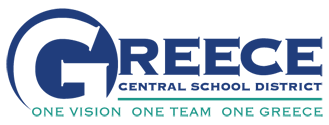 GREECE
CENTRAL SCHOOL DISTRICT
ONE VISION ONE TEAM ONE GREECE